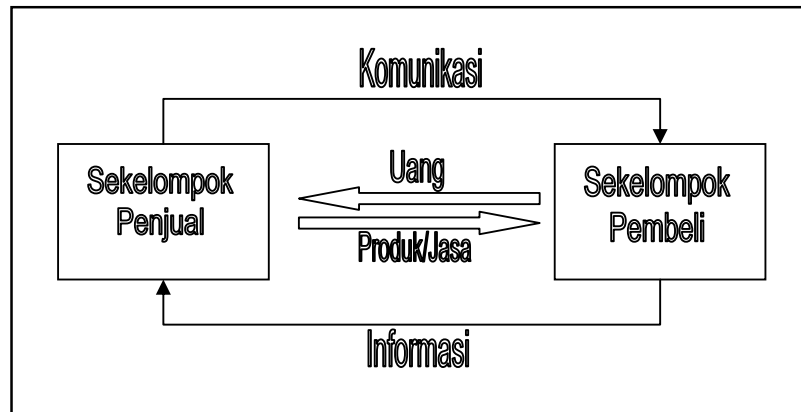 Komunikasi
Sekelompok
Penjual
Uang
Produk/Jasa
Sekelompok
Pembeli
Informasi